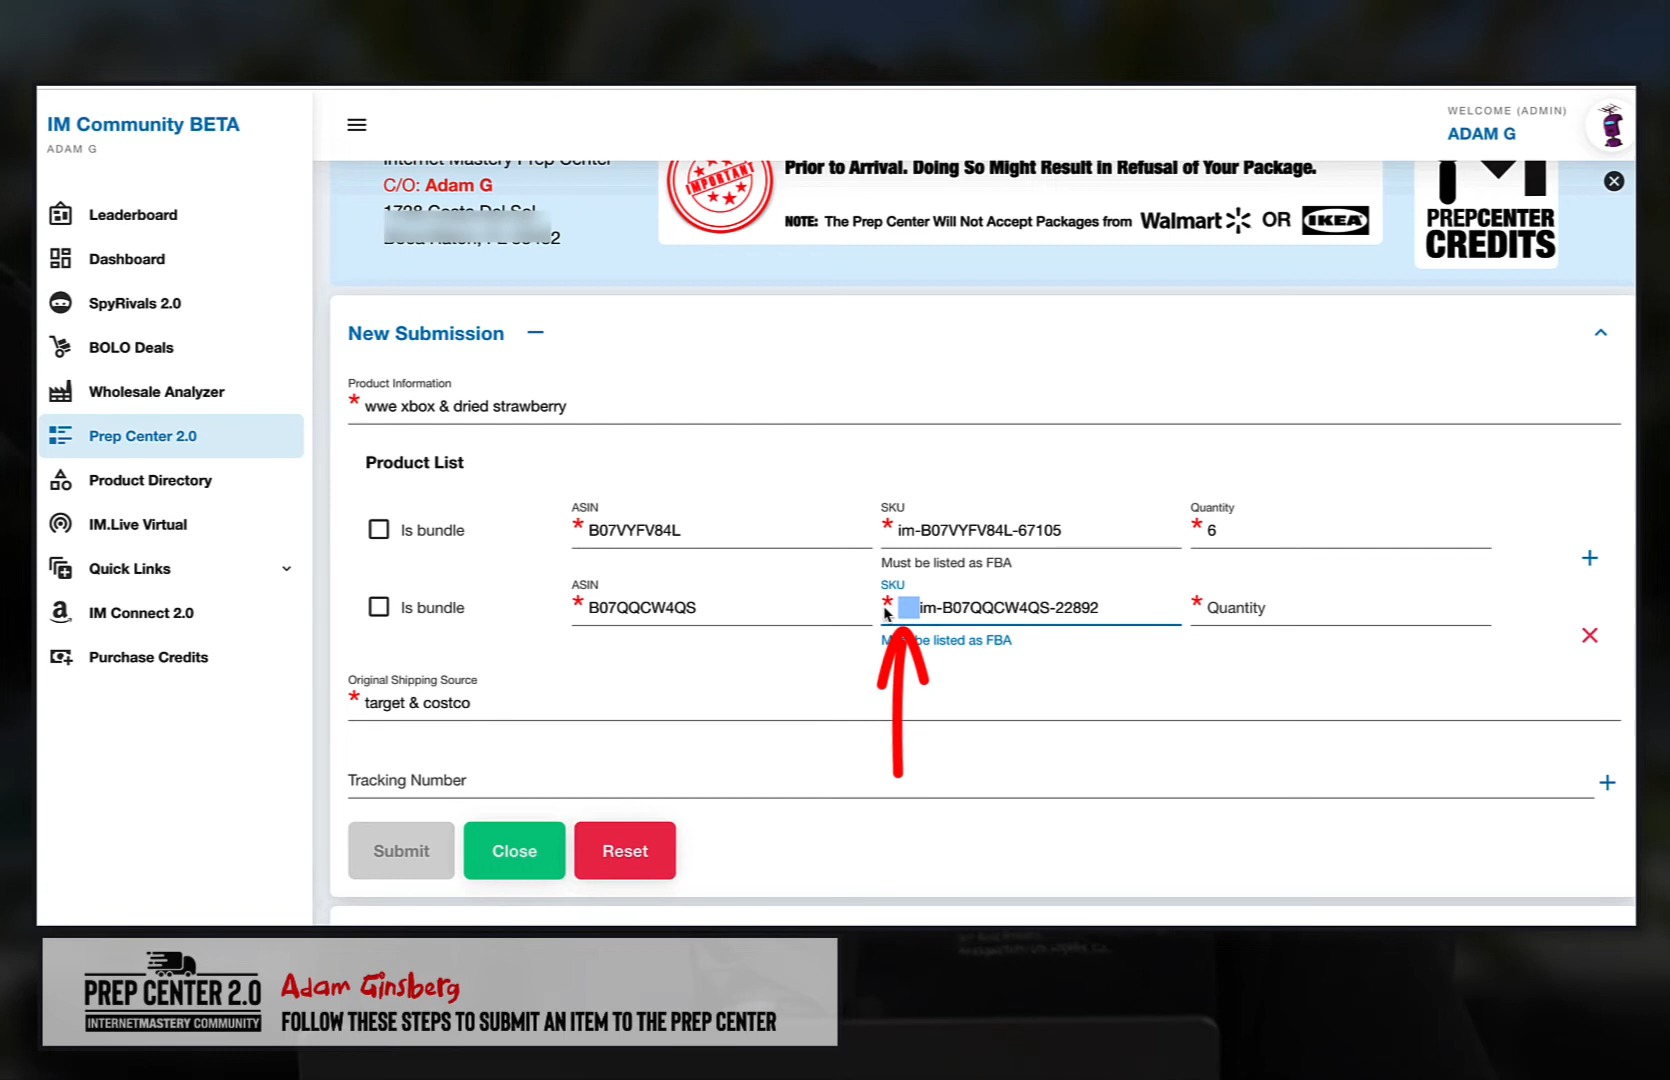 IM Community BETA
ADAM G
WELCOME (ADMIN)
ADAM G
Leaderboard
Dashboard
SpyRivals 2.0
BOLO Deals
Wholesale Analyzer
Prep Center 2.0
Product Directory
IM.Live Virtual
Quick Links
IM Connect 2.0
Purchase Credits
Internet Mastery Prep Center
C/O: Adam G
IMPORTANT
Prior to Arrival. Doing So Might Result in Refusal of Your Package.
NOTE: The Prep Center Will Not Accept Packages from Walmart OR IKEA
PREPCENTER
CREDITS
New Submission
Product Information
* wwe xbox & dried strawberry
Product List
Is bundle
ASIN
* B07VYFV84L
SKU
* im-B07VYFV84L-67105
Must be listed as FBA
Quantity
* 6
Is bundle
ASIN
* B07QQCW4QS
SKU
* im-B07QQCW4QS-22892
be listed as FBA
* Quantity
Original Shipping Source
* target & costco
Tracking Number
Submit
Close
Reset
PREP CENTER 2.0
INTERNETMASTERY COMMUNITY
Adam Ginsberg
FOLLOW THESE STEPS TO SUBMIT AN ITEM TO THE PREP CENTER